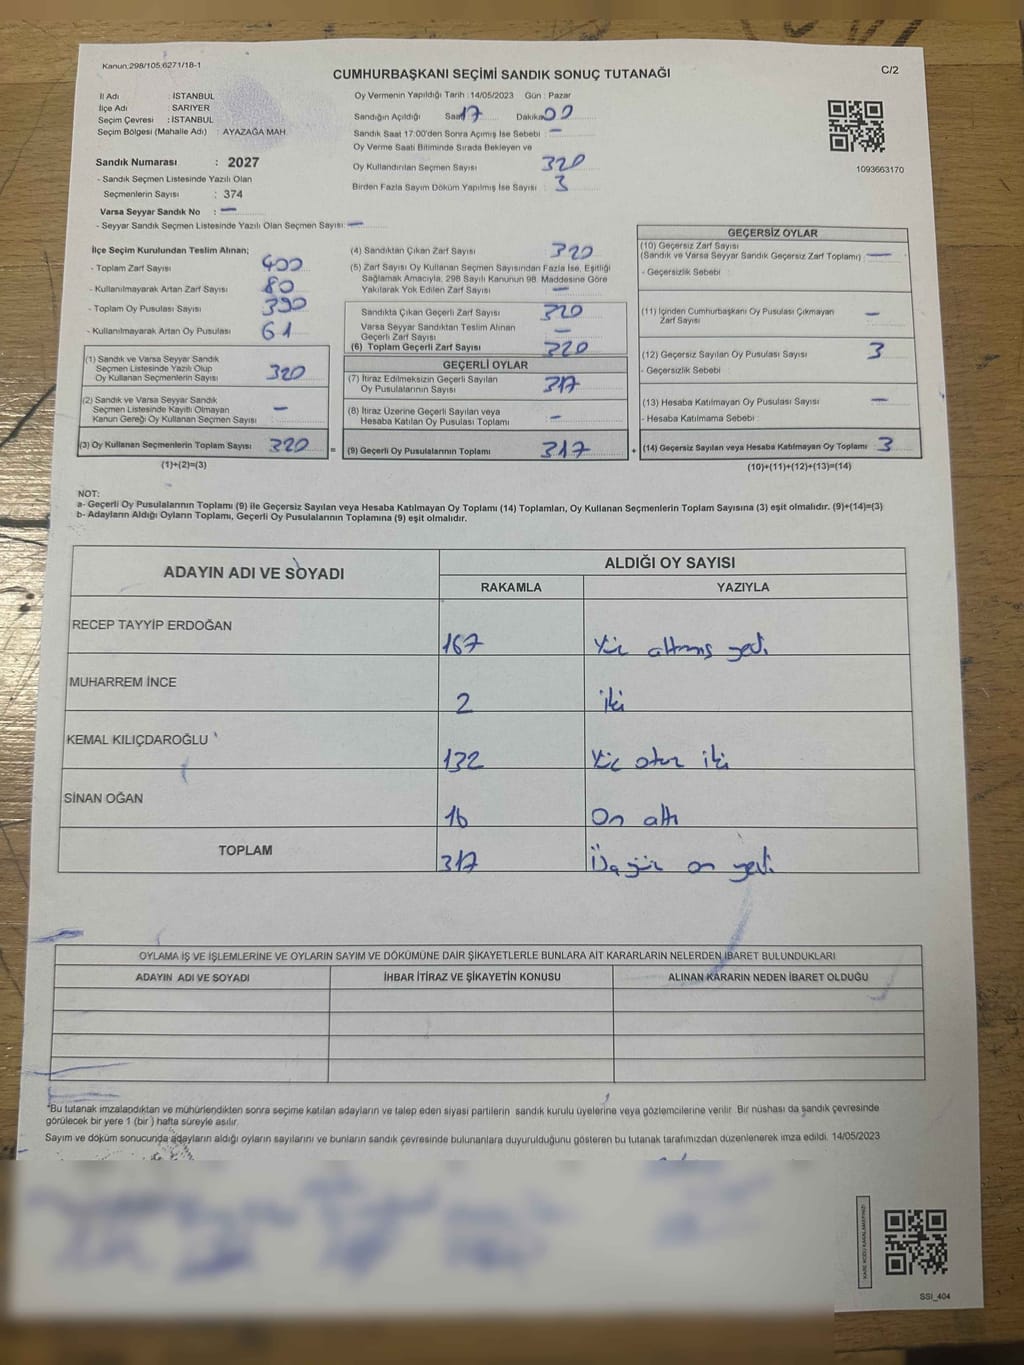 Kanun:298/105,6271/18-1
CUMHURBAŞKANI SEÇİMİ SANDIK SONUÇ TUTANAĞI
C/2
İl Adı : İSTANBUL
İlçe Adı : SARIYER
Seçim Çevresi : İSTANBUL
Seçim Bölgesi (Mahalle Adı) : AYAZAĞA MAH
Sandık Numarası : 2027
- Sandık Seçmen Listesinde Yazılı Olan
Seçmenlerin Sayısı : 374
Varsa Seyyar Sandık No : —
- Seyyar Sandık Seçmen Listesinde Yazılı Olan Seçmen Sayısı: —
Oy Vermenin Yapıldığı Tarih : 14/05/2023 Gün : Pazar
Sandığın Açıldığı Saat 17 Dakika 00
Sandık Saat 17:00'den Sonra Açımış İse Sebebi : —
Oy Verme Saati Bitiminde Sırada Bekleyen ve
Oy Kullandırılan Seçmen Sayısı 320
Birden Fazla Sayım Döküm Yapılmış İse Sayısı : 3
1093663170
İlçe Seçim Kurulundan Teslim Alınan;
- Toplam Zarf Sayısı 400
- Kullanılmayarak Artan Zarf Sayısı 80
- Toplam Oy Pusulası Sayısı
- Kullanılmayarak Artan Oy Pusulası 61
(1) Sandık ve Varsa Seyyar Sandık
Seçmen Listesinde Yazılı Olup
Oy Kullanan Seçmenlerin Sayısı 320
(2) Sandık ve Varsa Seyyar Sandık
Seçmen Listesinde Kayıtlı Olmayan
Kanun Gereği Oy Kullanan Seçmen Sayısı —
(3) Oy Kullanan Seçmenlerin Toplam Sayısı 320
(1)+(2)=(3)
=
(4) Sandıktan Çıkan Zarf Sayısı 320
(5) Zarf Sayısı Oy Kullanan Seçmen Sayısından Fazla İse, Eşitliği
Sağlamak Amacıyla, 298 Sayılı Kanunun 98. Maddesine Göre
Yakılarak Yok Edilen Zarf Sayısı —
Sandıkta Çıkan Geçerli Zarf Sayısı 320
Varsa Seyyar Sandıktan Teslim Alınan
Geçerli Zarf Sayısı —
(6) Toplam Geçerli Zarf Sayısı 320
GEÇERLİ OYLAR
(7) İtiraz Edilmeksizin Geçerli Sayılan
Oy Pusulalarının Sayısı 317
(8) İtiraz Üzerine Geçerli Sayılan veya
Hesaba Katılan Oy Pusulası Toplamı —
(9) Geçerli Oy Pusulalarının Toplamı 317
+
GEÇERSİZ OYLAR
(10) Geçersiz Zarf Sayısı
(Sandık ve Varsa Seyyar Sandık Geçersiz Zarf Toplamı) : —
- Geçersizlik Sebebi :
(11) İçinden Cumhurbaşkanı Oy Pusulası Çıkmayan
Zarf Sayısı —
(12) Geçersiz Sayılan Oy Pusulası Sayısı 3
- Geçersizlik Sebebi :
(13) Hesaba Katılmayan Oy Pusulası Sayısı —
- Hesaba Katılmama Sebebi :
(14) Geçersiz Sayılan veya Hesaba Katılmayan Oy Toplamı 3
(10)+(11)+(12)+(13)=(14)
NOT:
a- Geçerli Oy Pusulalarının Toplamı (9) ile Geçersiz Sayılan veya Hesaba Katılmayan Oy Toplamı (14) Toplamları, Oy Kullanan Seçmenlerin Toplam Sayısına (3) eşit olmalıdır. (9)+(14)=(3)
b- Adayların Aldığı Oyların Toplamı, Geçerli Oy Pusulalarının Toplamına (9) eşit olmalıdır.
ADAYIN ADI VE SOYADI
ALDIĞI OY SAYISI
RAKAMLA YAZIYLA
RECEP TAYYİP ERDOĞAN 167 Yüz altmış yedi
MUHARREM İNCE 2 iki
KEMAL KILIÇDAROĞLU 132 Yüz otuz iki
SİNAN OĞAN 16 On altı
TOPLAM 317 Üçyüz on yedi
OYLAMA İŞ VE İŞLEMLERİNE VE OYLARIN SAYIM VE DÖKÜMÜNE DAİR ŞİKAYETLERLE BUNLARA AİT KARARLARIN NELERDEN İBARET BULUNDUKLARI
ADAYIN ADI VE SOYADI İHBAR İTİRAZ VE ŞİKAYETİN KONUSU ALINAN KARARIN NEDEN İBARET OLDUĞU
*Bu tutanak imzalandıktan ve mühürlendikten sonra seçime katılan adayların ve talep eden siyasi partilerin sandık kurulu üyelerine veya gözlemcilerine verilir. Bir nüshası da sandık çevresinde
görülecek bir yere 1 (bir ) hafta süreyle asılır.
Sayım ve döküm sonucunda adayların aldığı oyların sayılarını ve bunların sandık çevresinde bulunanlara duyurulduğunu gösteren bu tutanak tarafımızdan düzenlenerek imza edildi. 14/05/2023
KARE KODU KARALAMAYINIZ!
SSİ_404